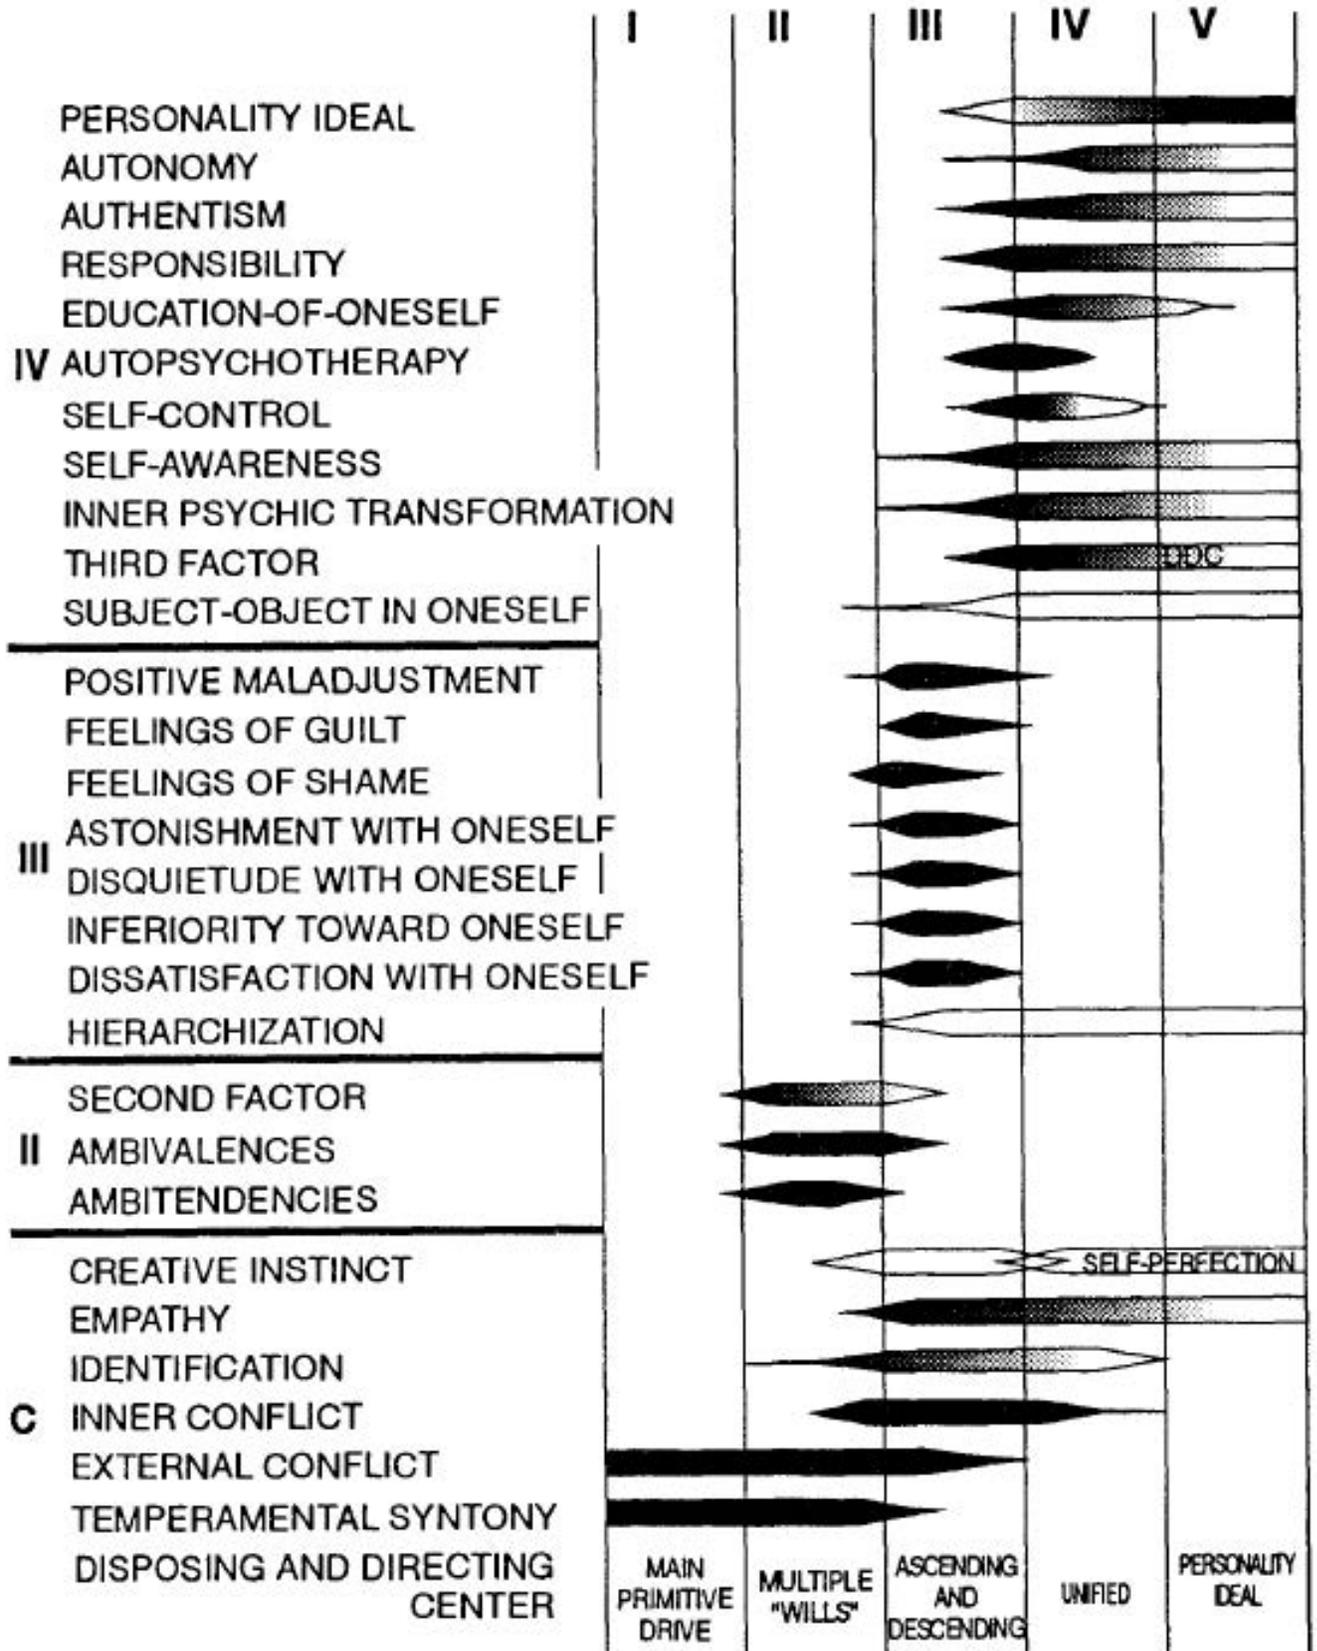 I II III IV V
PERSONALITY IDEAL
AUTONOMY
AUTHENTISM
RESPONSIBILITY
EDUCATION-OF-ONESELF
IV AUTOPSYCHOTHERAPY
SELF-CONTROL
SELF-AWARENESS
INNER PSYCHIC TRANSFORMATION
THIRD FACTOR DDC
SUBJECT-OBJECT IN ONESELF
POSITIVE MALADJUSTMENT
FEELINGS OF GUILT
FEELINGS OF SHAME
ASTONISHMENT WITH ONESELF
III
DISQUIETUDE WITH ONESELF
INFERIORITY TOWARD ONESELF
DISSATISFACTION WITH ONESELF
HIERARCHIZATION
SECOND FACTOR
II AMBIVALENCES
AMBITENDENCIES
CREATIVE INSTINCT SELF-PERFECTION
EMPATHY
IDENTIFICATION
C INNER CONFLICT
EXTERNAL CONFLICT
TEMPERAMENTAL SYNTONY
DISPOSING AND DIRECTING
CENTER
MAIN
PRIMITIVE
DRIVE
MULTIPLE
"WILLS"
ASCENDING
AND
DESCENDING
UNIFIED
PERSONALITY
IDEAL